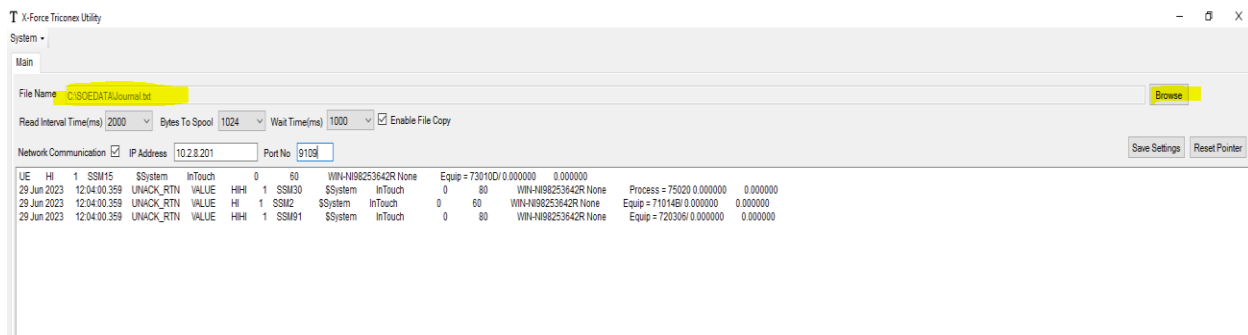 T X-Force Triconex Utility
System
Main
File Name C:\SOEDATA\Journal.txt Browse
Read Interval Time(ms) 2000 Bytes To Spool 1024 Wait Time(ms) 1000 Enable File Copy
Network Communication IP Address 10.2.8.201 Port No 9109 Save Settings Reset Pointer
UE HI 1 SSM15 $System InTouch 0 60 WIN-NI98253642R None Equip = 73010D/ 0.000000 0.000000
29 Jun 2023 12:04:00.359 UNACK_RTN VALUE HIHI 1 SSM30 $System InTouch 0 80 WIN-NI98253642R None Process = 75020 0.000000 0.000000
29 Jun 2023 12:04:00.359 UNACK_RTN VALUE HI 1 SSM2 $System InTouch 0 60 WIN-NI98253642R None Equip = 71014B/ 0.000000 0.000000
29 Jun 2023 12:04:00.359 UNACK_RTN VALUE HIHI 1 SSM91 $System InTouch 0 80 WIN-NI98253642R None Equip = 720306/ 0.000000 0.000000